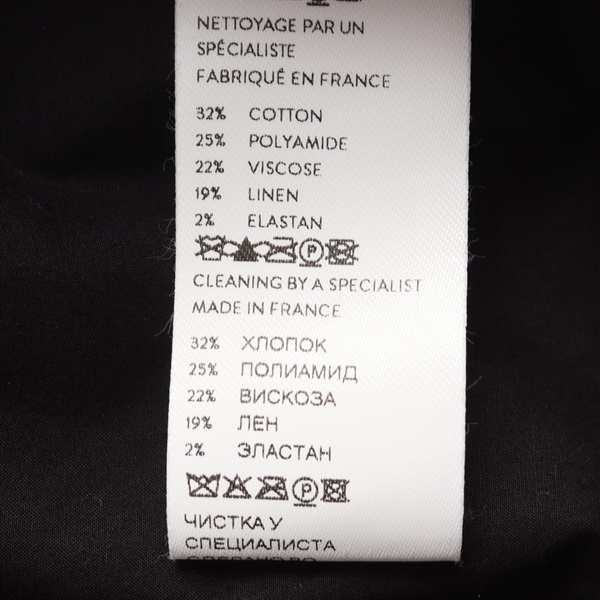 NETTOYAGE PAR UN
SPÉCIALISTE
FABRIQUÉ EN FRANCE
32% COTTON
25% POLYAMIDE
22% VISCOSE
19% LINEN
2% ELASTAN
CLEANING BY A SPECIALIST
MADE IN FRANCE
32% ХЛОПОК
25% ПОЛИАМИД
22% ВИСКОЗА
19% ЛЕН
2% ЭЛАСТАН
ЧИСТКА У
СПЕЦИАЛИСТА